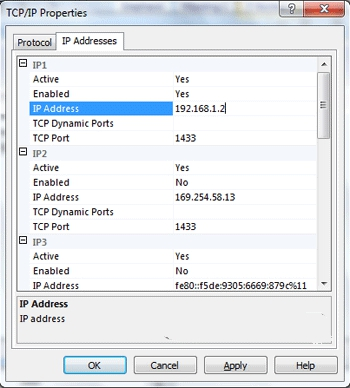 TCP/IP Properties
Protocol IP Addresses
IP1
Active Yes
Enabled Yes
IP Address 192.168.1.2
TCP Dynamic Ports
TCP Port 1433
IP2
Active Yes
Enabled No
IP Address 169.254.58.13
TCP Dynamic Ports
TCP Port 1433
IP3
Active Yes
Enabled No
IP Address fe80::f5de:9305:6669:879c%11
IP Address
IP address
OK Cancel Apply Help